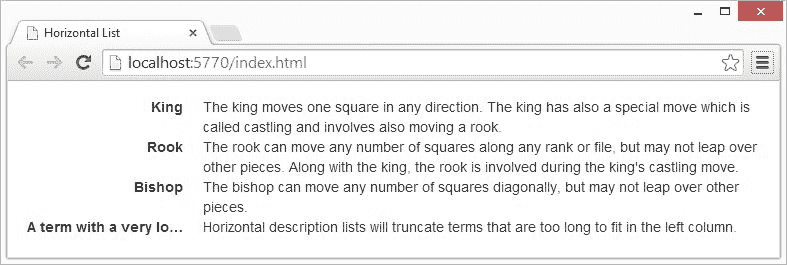 Horizontal List
localhost:5770/index.html
King The king moves one square in any direction. The king has also a special move which is
called castling and involves also moving a rook.
Rook The rook can move any number of squares along any rank or file, but may not leap over
other pieces. Along with the king, the rook is involved during the king's castling move.
Bishop The bishop can move any number of squares diagonally, but may not leap over other
pieces.
A term with a very lo... Horizontal description lists will truncate terms that are too long to fit in the left column.